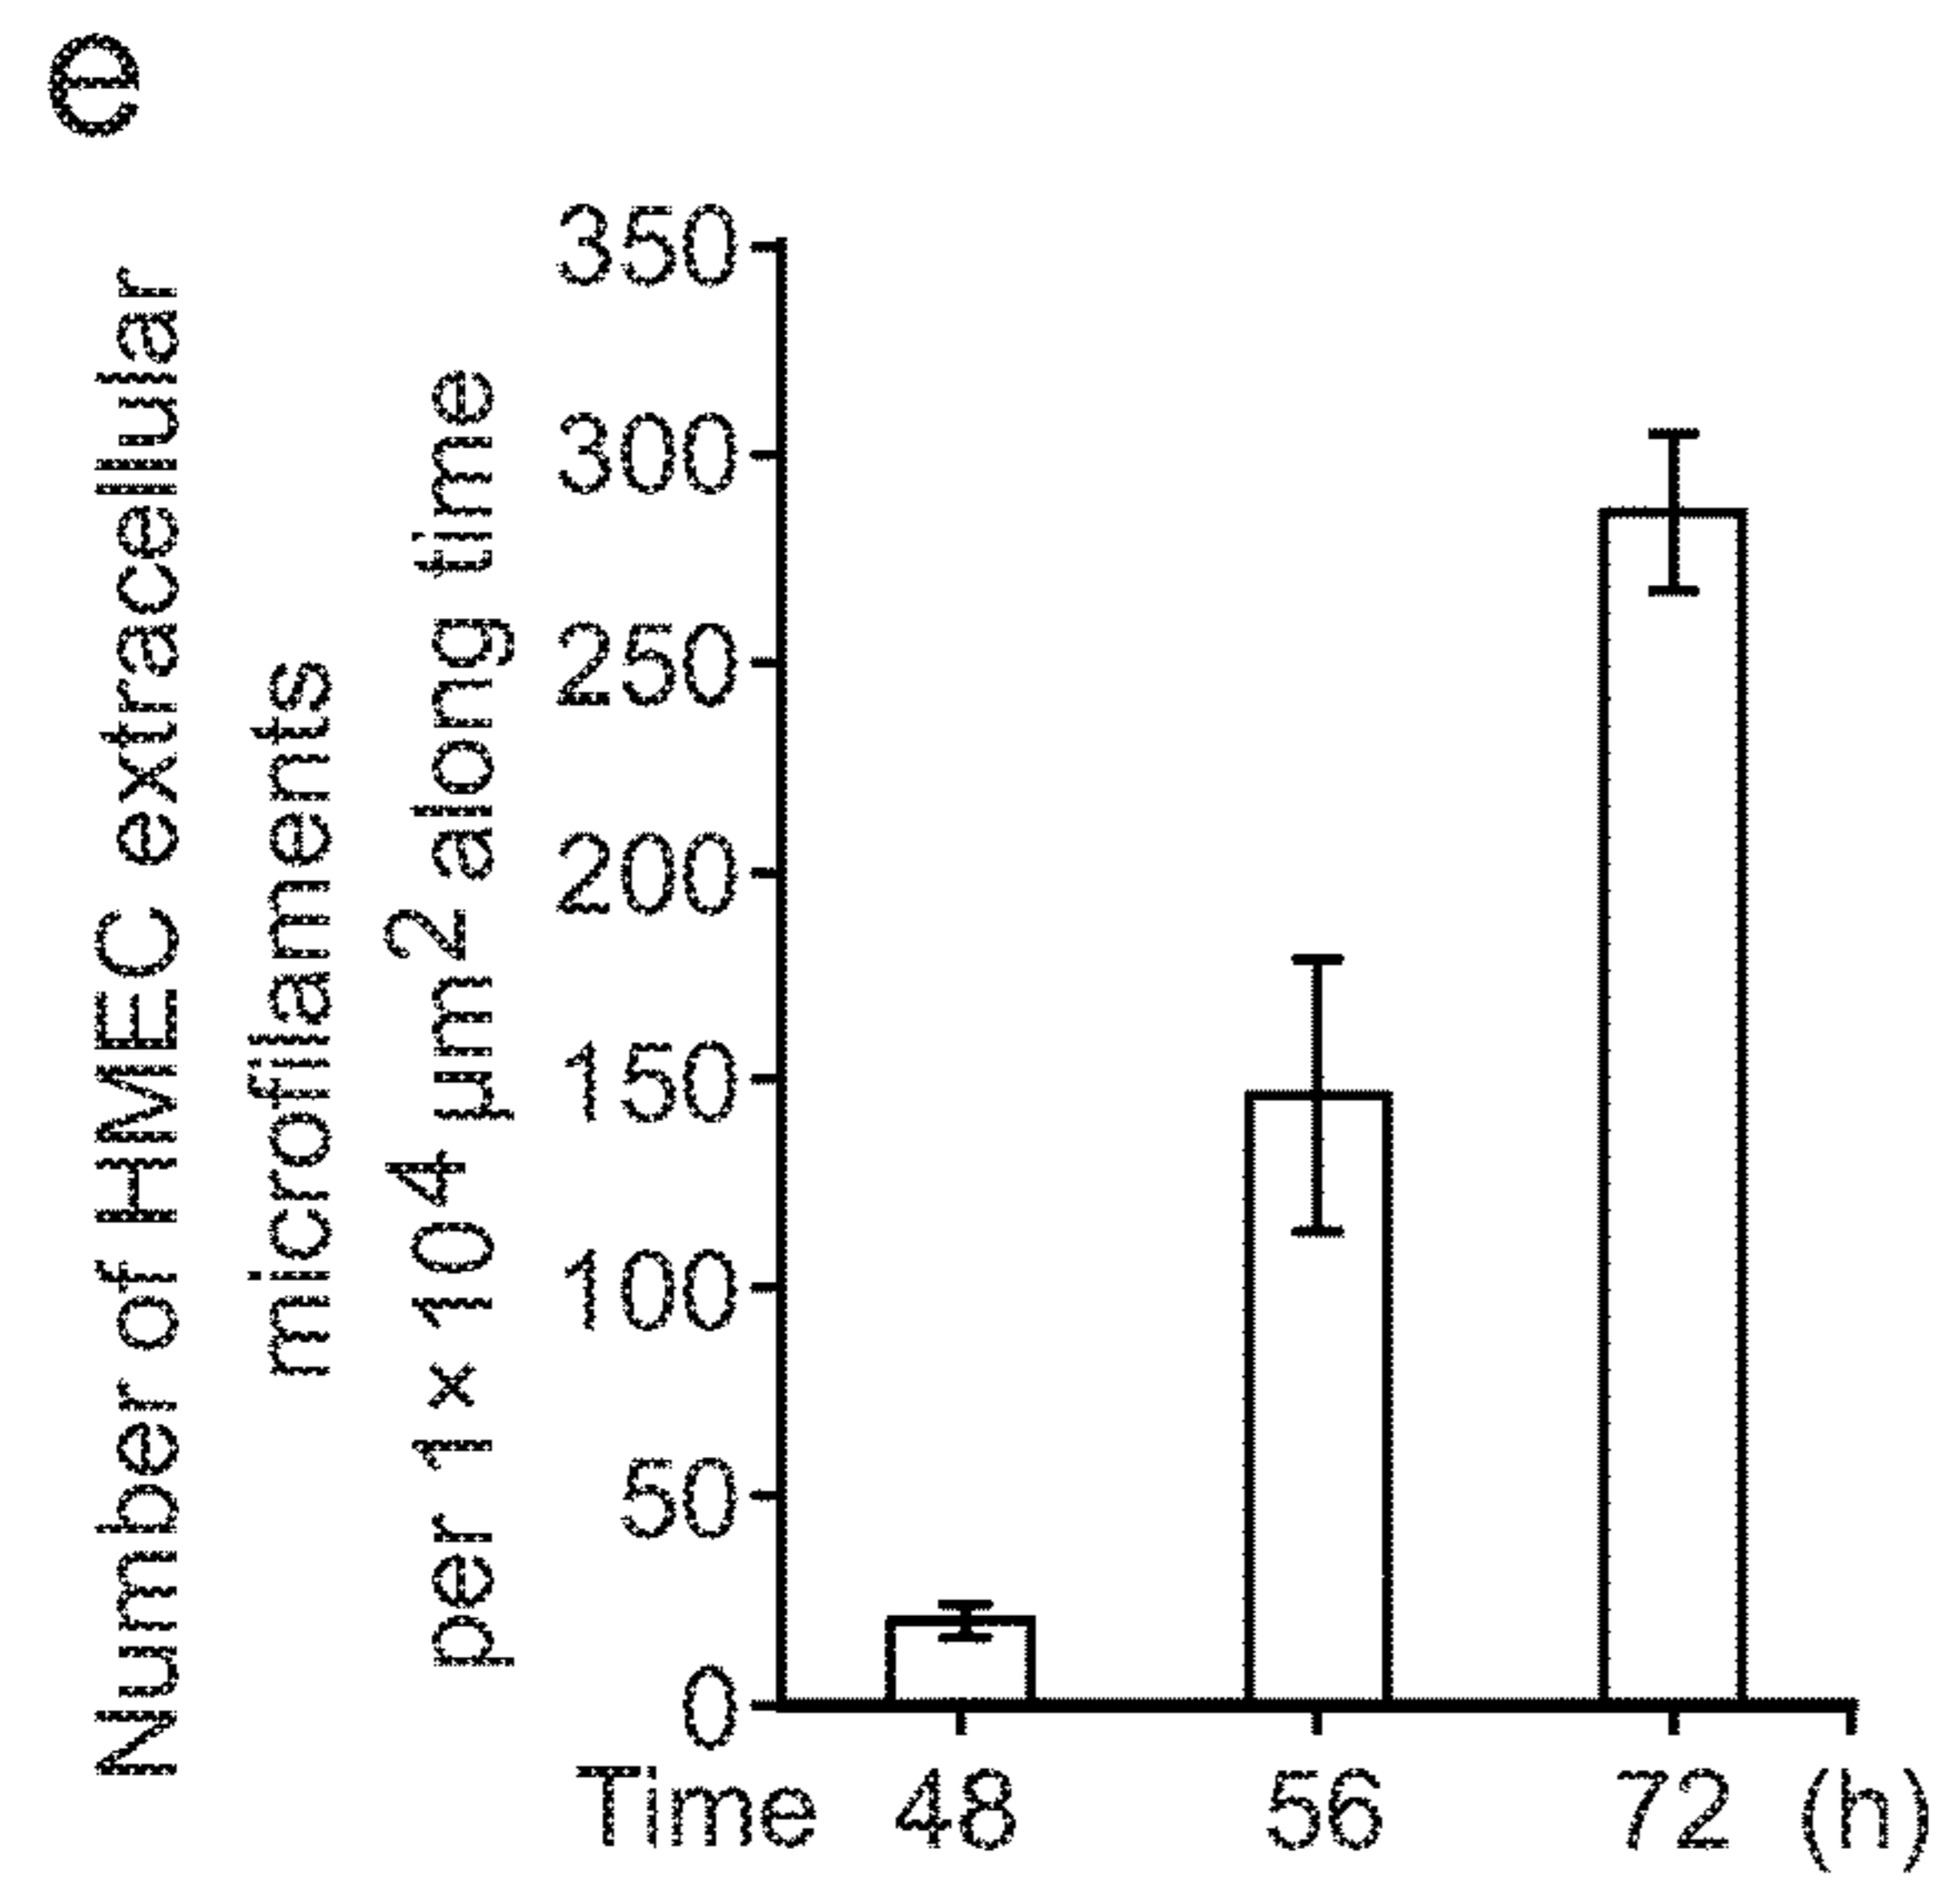 e
Number of HMEC extracellular
microfilaments
per 1 × 10⁴ µm² along time
350
300
250
200
150
100
50
0
Time 48 56 72 (h)